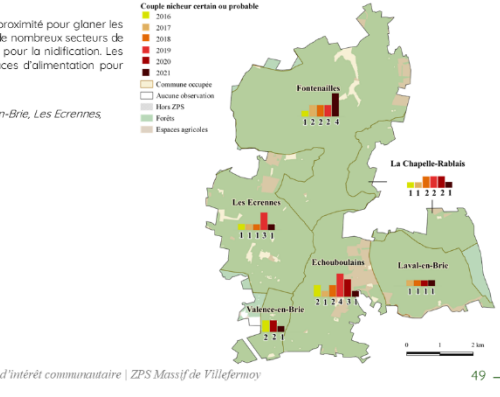 proximité pour glaner les
de nombreux secteurs de
pour la nidification. Les
ces d'alimentation pour
n-Brie, Les Ecrennes,
Couple nicheur certain ou probable
2016
2017
2018
2019
2020
2021
Commune occupée
Aucune observation
Hors ZPS
Forêts
Espaces agricoles
Fontenailles
1 2 2 2 4
La Chapelle-Rablais
1 1 2 2 2 1
Les Ecrennes
1 1 1 3 1
Echouboulains
2 1 2 4 3 1
Laval-en-Brie
1 1 1 1
Valence-en-Brie
2 2 1
0 1 2 km
d'intérêt communautaire | ZPS Massif de Villefermoy
49